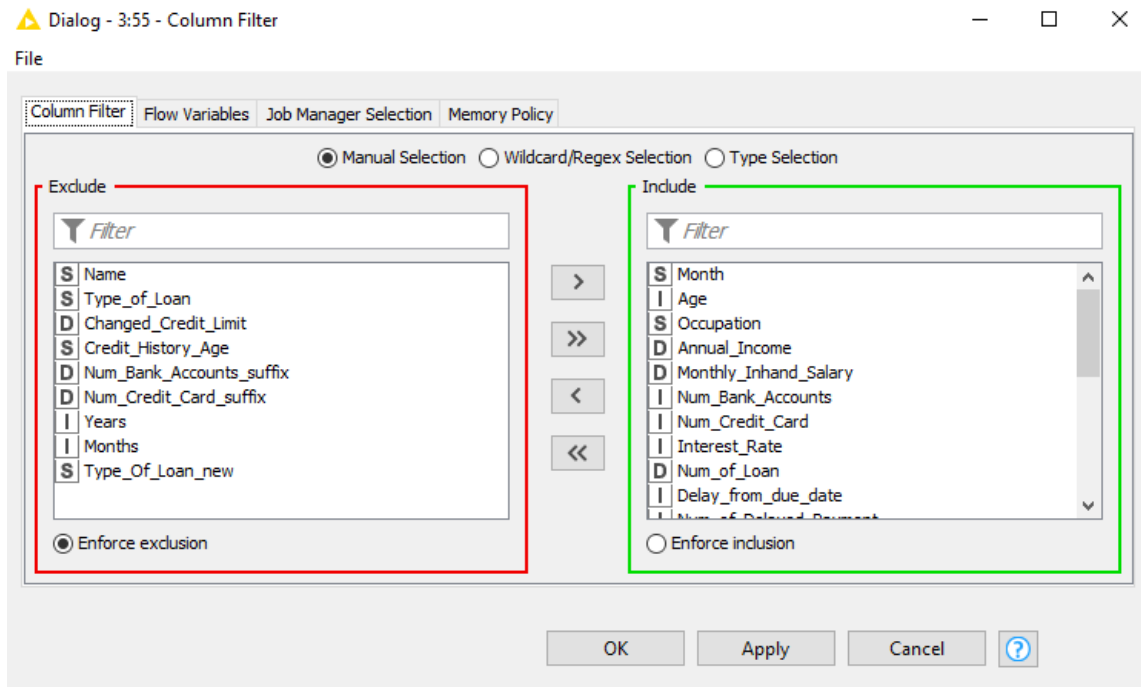 Dialog - 3:55 - Column Filter
File
Column Filter Flow Variables Job Manager Selection Memory Policy
Manual Selection Wildcard/Regex Selection Type Selection
Exclude
Filter
S Name
S Type_of_Loan
D Changed_Credit_Limit
S Credit_History_Age
D Num_Bank_Accounts_suffix
D Num_Credit_Card_suffix
I Years
I Months
S Type_Of_Loan_new
Enforce exclusion
>
>>
<
<<
Include
Filter
S Month
I Age
S Occupation
D Annual_Income
D Monthly_Inhand_Salary
I Num_Bank_Accounts
I Num_Credit_Card
I Interest_Rate
D Num_of_Loan
I Delay_from_due_date
I Num_of_Delayed_Payment
Enforce inclusion
OK Apply Cancel ?